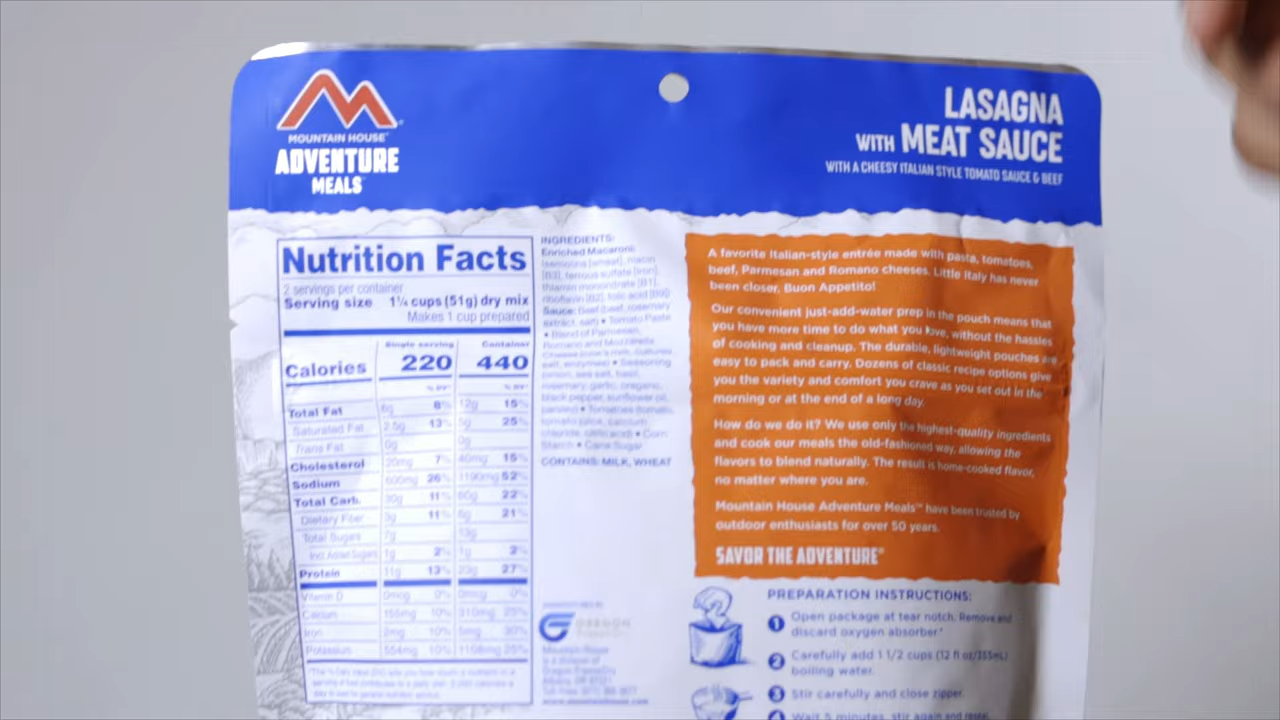 MOUNTAIN HOUSE
ADVENTURE
MEALS
LASAGNA
WITH MEAT SAUCE
WITH A CHEESY ITALIAN STYLE TOMATO SAUCE & BEEF
Nutrition Facts
2 servings per container
Serving size 1¼ cups (51g) dry mix
Makes 1 cup prepared
Single serving Container
Calories 220 440
% DV* % DV*
Total Fat 6g 8% 12g 15%
Saturated Fat 2.5g 13% 5g 25%
Trans Fat 0g 0g
Cholesterol 20mg 7% 40mg 15%
Sodium 600mg 26% 1190mg 52%
Total Carb. 30g 11% 60g 22%
Dietary Fiber 3g 11% 6g 21%
Total Sugars 7g 13g
Incl. Added Sugars 1g 2% 1g 2%
Protein 11g 13% 23g 27%
Vitamin D 0mcg 0% 0mcg 0%
Calcium 155mg 10% 310mg 25%
Iron 2mg 10% 5mg 30%
Potassium 554mg 10% 1108mg 25%
INGREDIENTS:
Enriched Macaroni
(semolina [wheat], niacin
[B3], ferrous sulfate [iron],
thiamin mononitrate [B1],
riboflavin [B2], folic acid [B9])
Sauce: Beef (beef, rosemary
extract, salt) • Tomato Paste
• Blend of Parmesan,
Romano and Mozzarella
Cheese
salt, enzymes) • Seasoning
(onion, sea salt, basil,
rosemary, garlic, oregano,
black pepper, sunflower oil,
parsley) • Tomatoes (tomato,
tomato juice, calcium
chloride, citric acid) • Corn
Starch • Cane Sugar
CONTAINS: MILK, WHEAT
OREGON
Mountain House
is a division of
A favorite Italian-style entrée made with pasta, tomatoes,
beef, Parmesan and Romano cheeses. Little Italy has never
been closer, Buon Appetito!
Our convenient just-add-water prep in the pouch means that
you have more time to do what you love, without the hassles
of cooking and cleanup. The durable, lightweight pouches are
easy to pack and carry. Dozens of classic recipe options give
you the variety and comfort you crave as you set out in the
morning or at the end of a long day.
How do we do it? We use only the highest-quality ingredients
and cook our meals the old-fashioned way, allowing the
flavors to blend naturally. The result is home-cooked flavor,
no matter where you are.
Mountain House Adventure Meals™ have been trusted by
outdoor enthusiasts for over 50 years.
SAVOR THE ADVENTURE®
PREPARATION INSTRUCTIONS:
1 Open package at tear notch. Remove and
discard oxygen absorber.*
2 Carefully add 1 1/2 cups (12 fl oz/355mL)
boiling water.
3 Stir carefully and close zipper.
4 Wait 5 minutes, stir again and reseal.